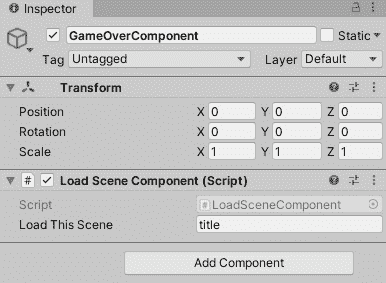 Inspector
GameOverComponent
Static
Tag Untagged Layer Default
Transform
Position X 0 Y 0 Z 0
Rotation X 0 Y 0 Z 0
Scale X 1 Y 1 Z 1
# Load Scene Component (Script)
Script # LoadSceneComponent
Load This Scene title
Add Component